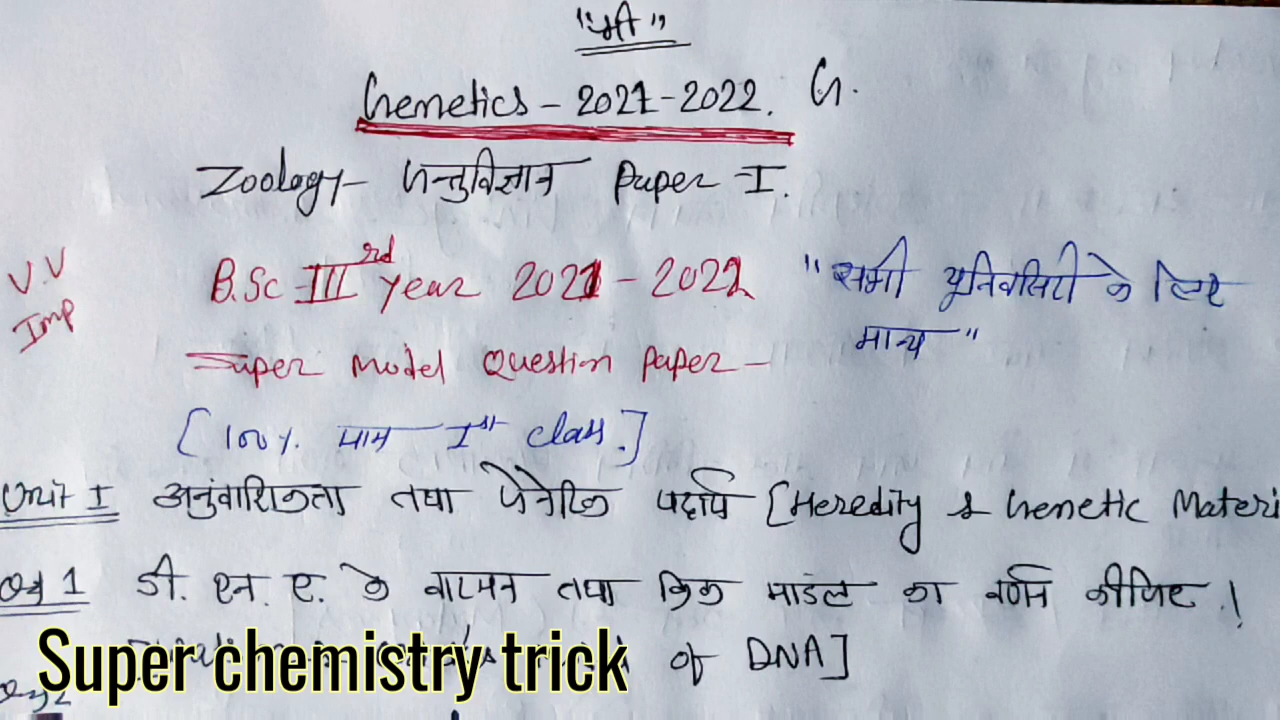 "श्री"
Genetics - 2021-2022. G.
Zoology - जन्तुविज्ञान Paper - I.
V.V Imp
B.Sc III rd year 2021 - 2022
"सभी युनिवर्सिटी के लिए मान्य"
Super Model Question Paper -
[100% मात्र Ist class.]
Unit I अनुवांशिकता तथा जेनेटिक पदार्थ [Heredity & Genetic Materi
Q 1 डी. एन. ए. के वाटसन तथा क्रिक माडल का वर्णन कीजिए !
of DNA]
Super chemistry trick